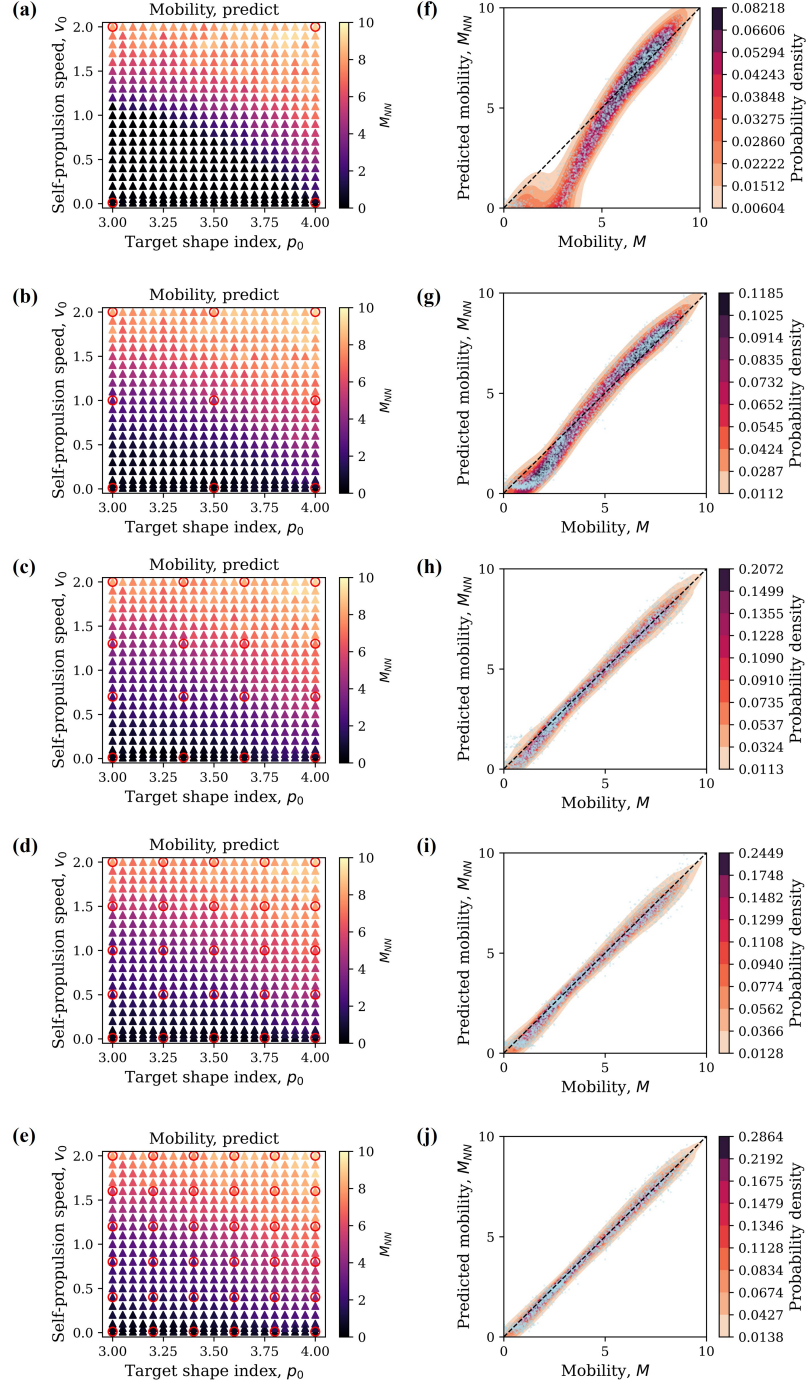 (a)
Mobility, predict
2.0
1.5
1.0
0.5
0.0
Self-propulsion speed, v0
3.00 3.25 3.50 3.75 4.00
Target shape index, p0
10
8
6
4
2
0
MNN
(f)
10
5
0
Predicted mobility, MNN
0 5 10
Mobility, M
0.08218
0.06606
0.05294
0.04243
0.03848
0.03275
0.02860
0.02222
0.01512
0.00604
Probability density
(b)
Mobility, predict
2.0
1.5
1.0
0.5
0.0
Self-propulsion speed, v0
3.00 3.25 3.50 3.75 4.00
Target shape index, p0
10
8
6
4
2
0
MNN
(g)
10
5
0
Predicted mobility, MNN
0 5 10
Mobility, M
0.1185
0.1025
0.0914
0.0835
0.0732
0.0652
0.0545
0.0424
0.0287
0.0112
Probability density
(c)
Mobility, predict
2.0
1.5
1.0
0.5
0.0
Self-propulsion speed, v0
3.00 3.25 3.50 3.75 4.00
Target shape index, p0
10
8
6
4
2
0
MNN
(h)
10
5
0
Predicted mobility, MNN
0 5 10
Mobility, M
0.2072
0.1499
0.1355
0.1228
0.1090
0.0910
0.0735
0.0537
0.0324
0.0113
Probability density
(d)
Mobility, predict
2.0
1.5
1.0
0.5
0.0
Self-propulsion speed, v0
3.00 3.25 3.50 3.75 4.00
Target shape index, p0
10
8
6
4
2
0
MNN
(i)
10
5
0
Predicted mobility, MNN
0 5 10
Mobility, M
0.2449
0.1748
0.1482
0.1299
0.1108
0.0940
0.0774
0.0562
0.0366
0.0128
Probability density
(e)
Mobility, predict
2.0
1.5
1.0
0.5
0.0
Self-propulsion speed, v0
3.00 3.25 3.50 3.75 4.00
Target shape index, p0
10
8
6
4
2
0
MNN
(j)
10
5
0
Predicted mobility, MNN
0 5 10
Mobility, M
0.2864
0.2192
0.1675
0.1479
0.1346
0.1128
0.0834
0.0674
0.0427
0.0138
Probability density